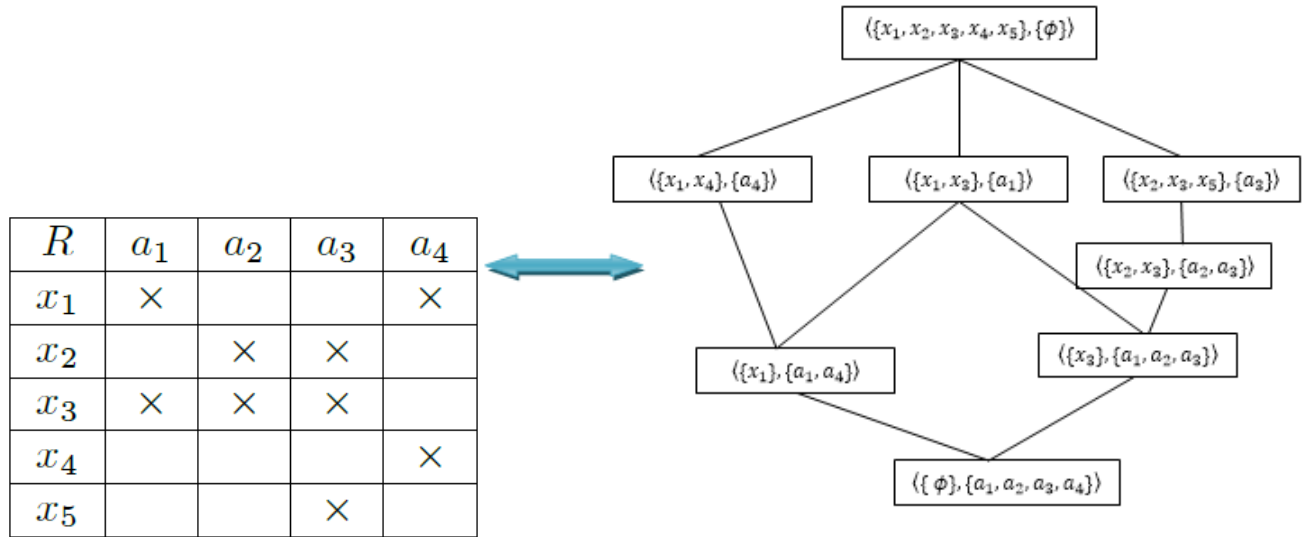 R a₁ a₂ a₃ a₄
x₁ × ×
x₂ × ×
x₃ × × ×
x₄ ×
x₅ ×
⟨{x₁, x₂, x₃, x₄, x₅}, {ϕ}⟩
⟨{x₁, x₄}, {a₄}⟩
⟨{x₁, x₃}, {a₁}⟩
⟨{x₂, x₃, x₅}, {a₃}⟩
⟨{x₂, x₃}, {a₂, a₃}⟩
⟨{x₁}, {a₁, a₄}⟩
⟨{x₃}, {a₁, a₂, a₃}⟩
⟨{ ϕ}, {a₁, a₂, a₃, a₄}⟩